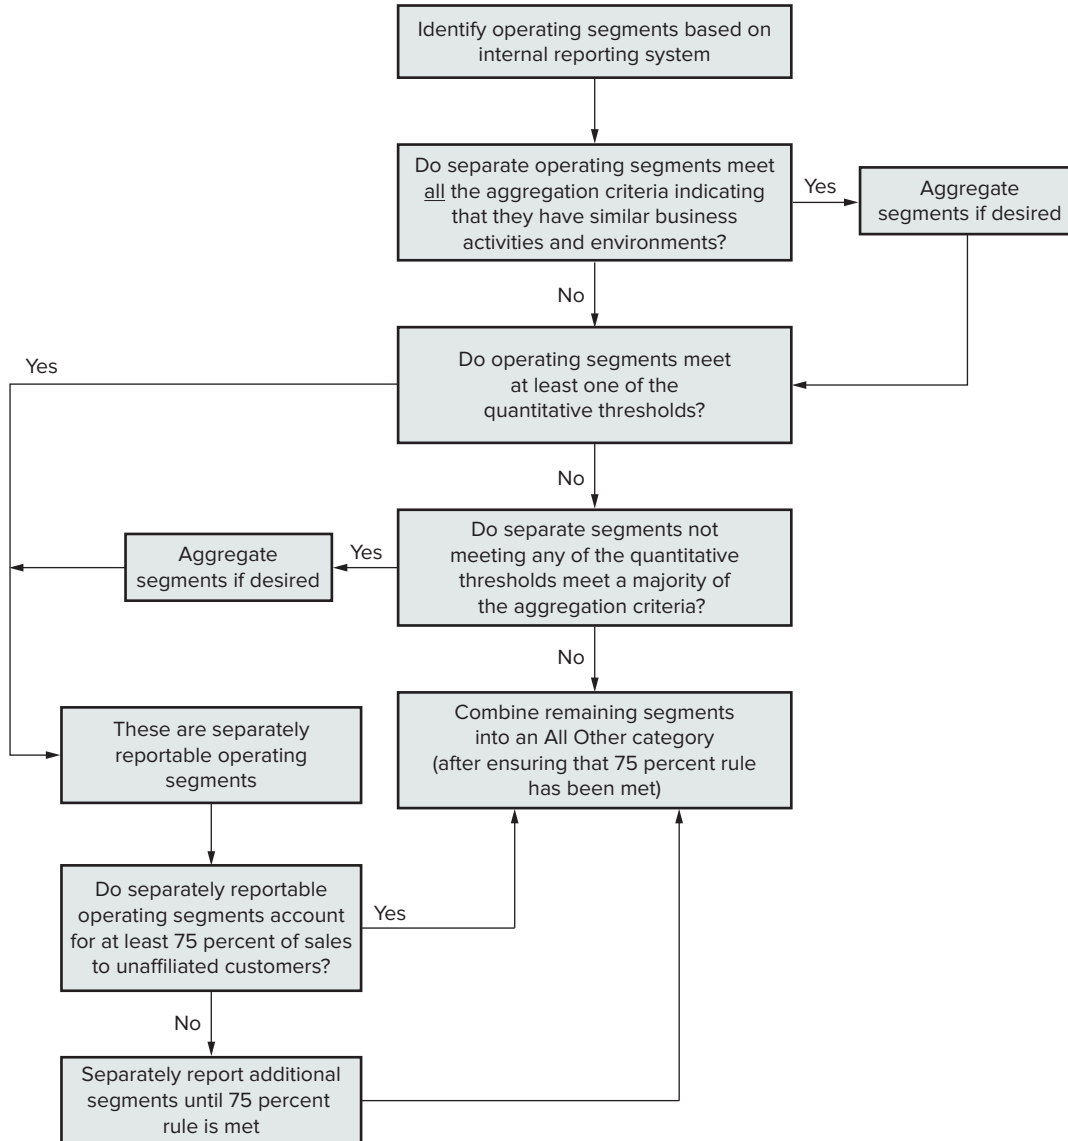 Identify operating segments based on
internal reporting system
Do separate operating segments meet
all the aggregation criteria indicating
that they have similar business
activities and environments?
Yes
Aggregate
segments if desired
No
Yes
Do operating segments meet
at least one of the
quantitative thresholds?
No
Aggregate
segments if desired
Yes
Do separate segments not
meeting any of the quantitative
thresholds meet a majority of
the aggregation criteria?
No
These are separately
reportable operating
segments
Combine remaining segments
into an All Other category
(after ensuring that 75 percent rule
has been met)
Do separately reportable
operating segments account
for at least 75 percent of sales
to unaffiliated customers?
Yes
No
Separately report additional
segments until 75 percent
rule is met